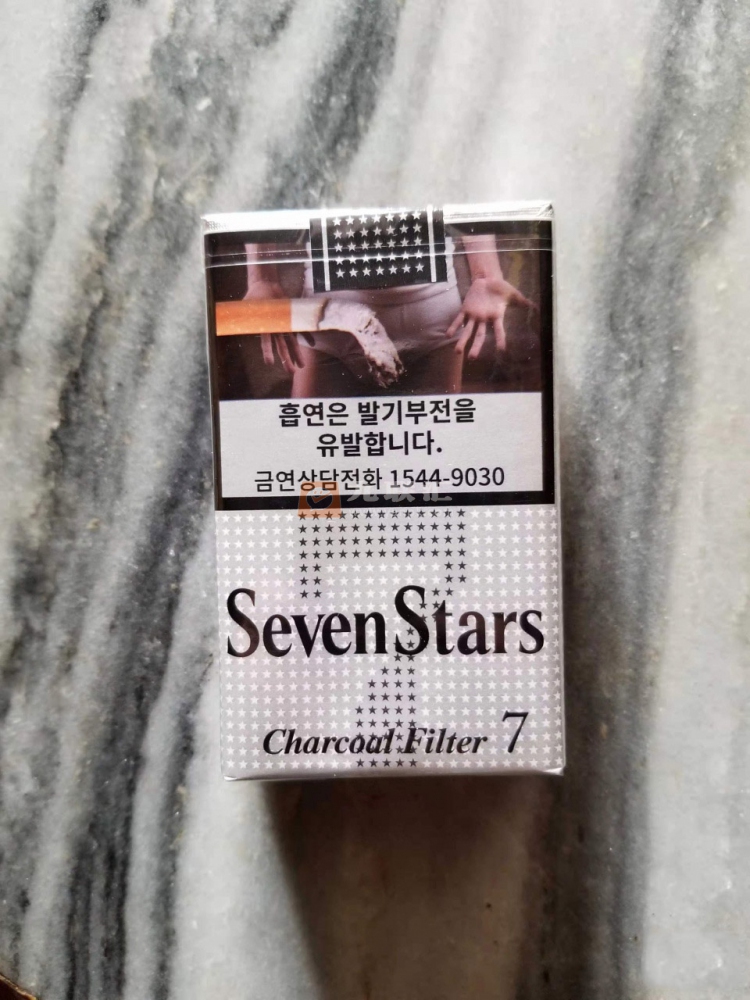 흡연은 발기부전을
유발합니다.
금연상담전화 1544-9030
Seven Stars
Charcoal Filter 7